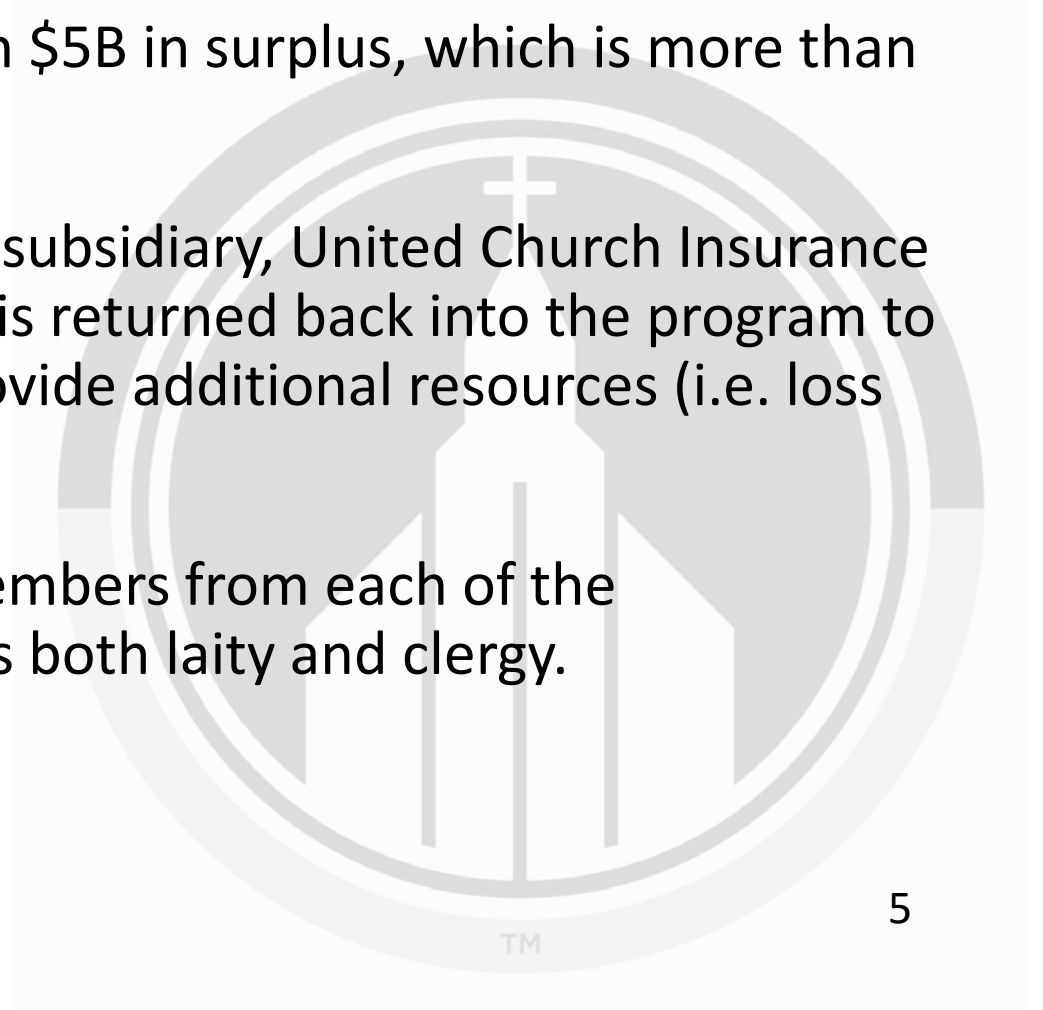 $5B in surplus, which is more than
subsidiary, United Church Insurance
is returned back into the program to
ovide additional resources (i.e. loss
embers from each of the
s both laity and clergy.
5
TM